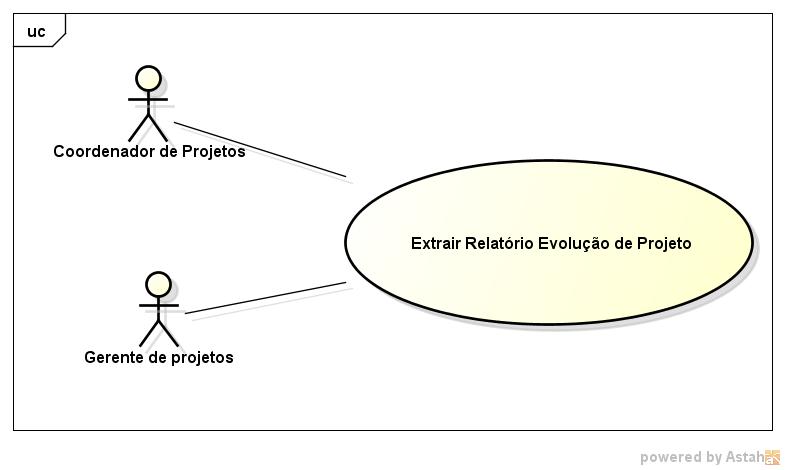 uc
Coordenador de Projetos
Extrair Relatório Evolução de Projeto
Gerente de projetos
powered by Astah